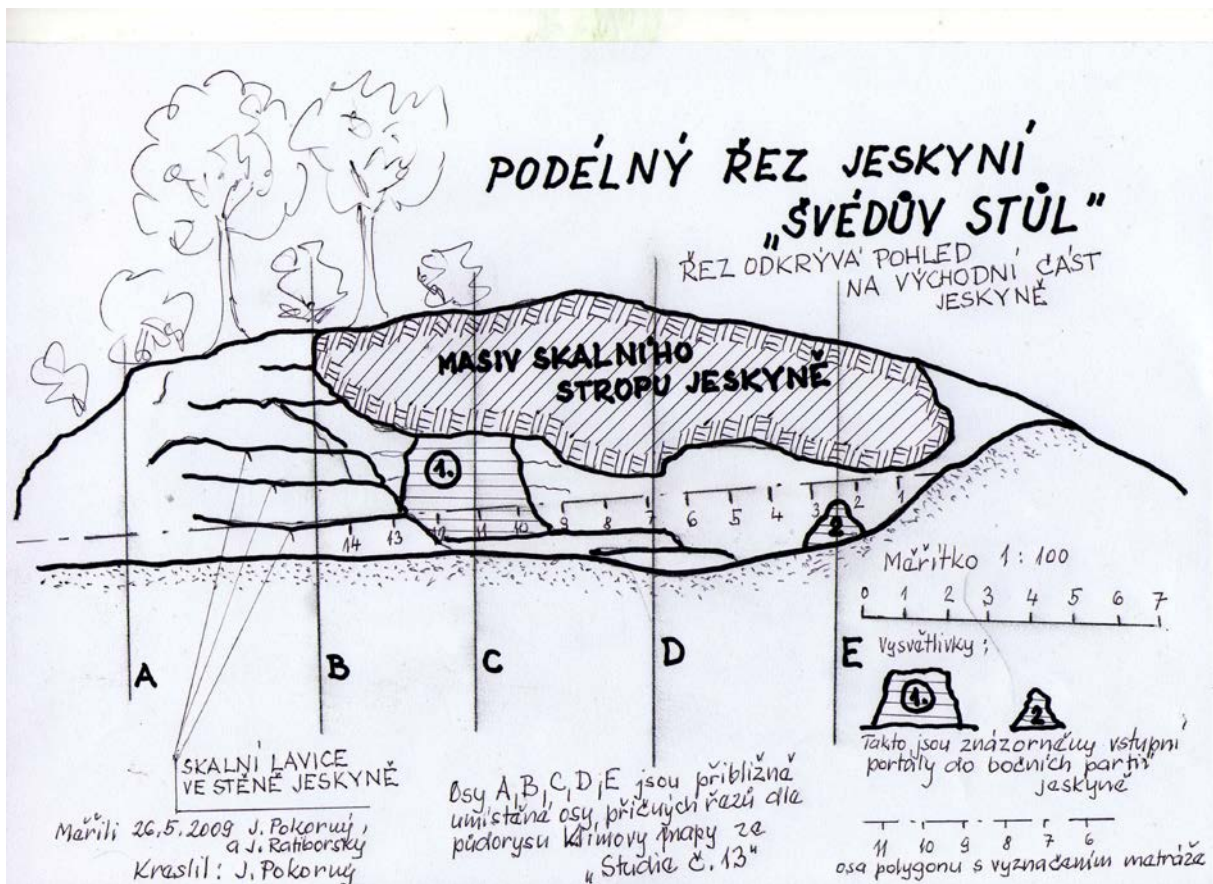 PODÉLNÝ ŘEZ JESKYNÍ
„ŠVÉDŮV STŮL"
ŘEZ ODKRÝVÁ POHLED
NA VÝCHODNÍ ČÁST
JESKYNĚ
MASIV SKALNÍHO
STROPU JESKYNĚ
1.
14 13 12 11 10 9 8 7 6 5 4 3 2 1
2
A B C D E
Měřítko 1 : 100
0 1 2 3 4 5 6 7
Vysvětlivky :
1. 2
Takto jsou znázorněny vstupní
portály do bočních partií
jeskyně
11 10 9 8 7 6
osa polygonu s vyznačením metráže
SKALNÍ LAVICE
VE STĚNĚ JESKYNĚ
Měřili 26.5.2009 J. Pokorný,
a J. Ratiborský
Kreslil : J. Pokorný
Osy A,B,C,D,E jsou přibližně
umístěné osy příčných řezů dle
půdorysu Klímovy mapy ze
„Studie č. 13"